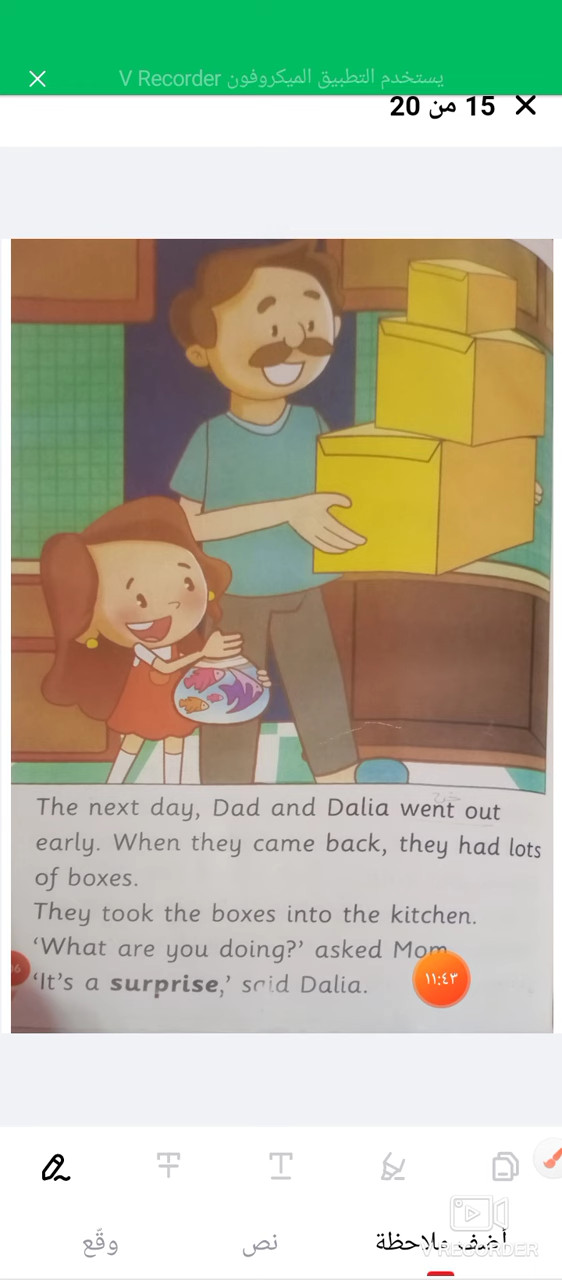 يستخدم التطبيق الميكروفون V Recorder
15 من 20
The next day, Dad and Dalia went out
early. When they came back, they had lots
of boxes.
They took the boxes into the kitchen.
‘What are you doing?’ asked Mom.
‘It’s a surprise,’ said Dalia.
١١:٤٣
أضف ملاحظة
نص
وقّع
V RECORDER